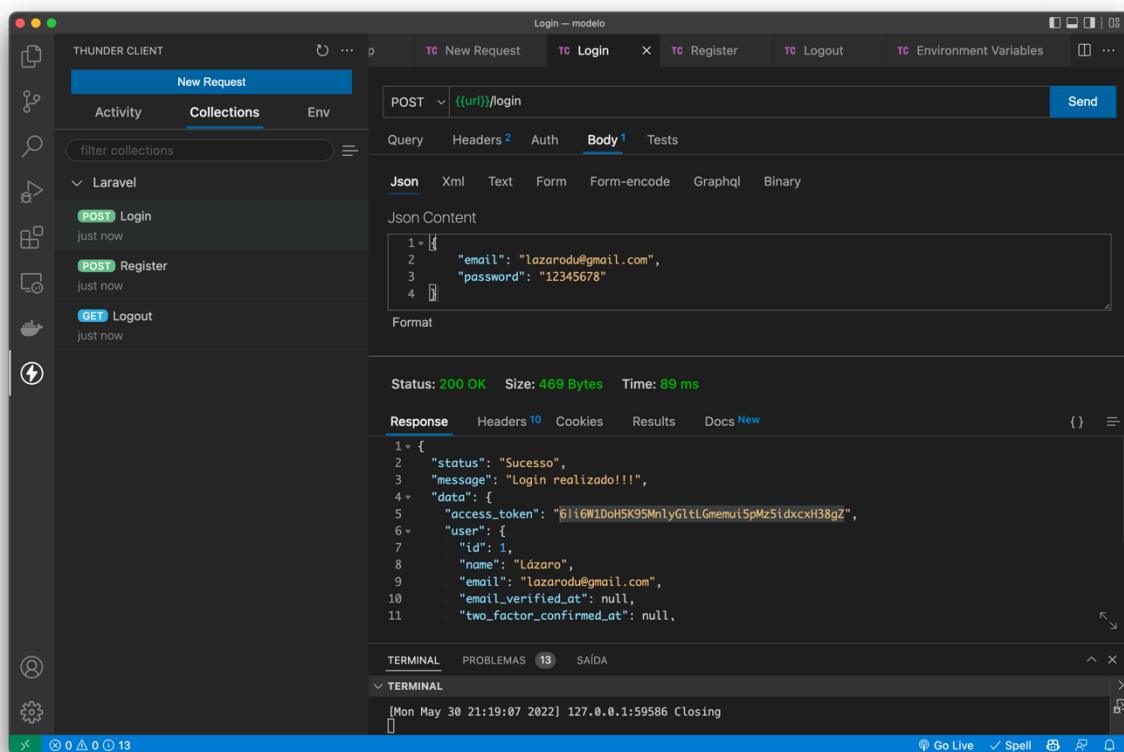 Login — modelo
THUNDER CLIENT
New Request
Activity Collections Env
filter collections
Laravel
POST Login
just now
POST Register
just now
GET Logout
just now
p TC New Request TC Login TC Register TC Logout TC Environment Variables
POST {{url}}/login Send
Query Headers 2 Auth Body 1 Tests
Json Xml Text Form Form-encode Graphql Binary
Json Content
1 {
2 "email": "lazarodu@gmail.com",
3 "password": "12345678"
4 }
Format
Status: 200 OK Size: 469 Bytes Time: 89 ms
Response Headers 10 Cookies Results Docs New {}
1 {
2 "status": "Sucesso",
3 "message": "Login realizado!!!",
4 "data": {
5 "access_token": "6|i6W1DoH5K95MnlyGltLGmemui5pMz5idxcxH38gZ",
6 "user": {
7 "id": 1,
8 "name": "Lázaro",
9 "email": "lazarodu@gmail.com",
10 "email_verified_at": null,
11 "two_factor_confirmed_at": null,
TERMINAL PROBLEMAS 13 SAÍDA
TERMINAL
[Mon May 30 21:19:07 2022] 127.0.0.1:59586 Closing
0 0 13 Go Live Spell